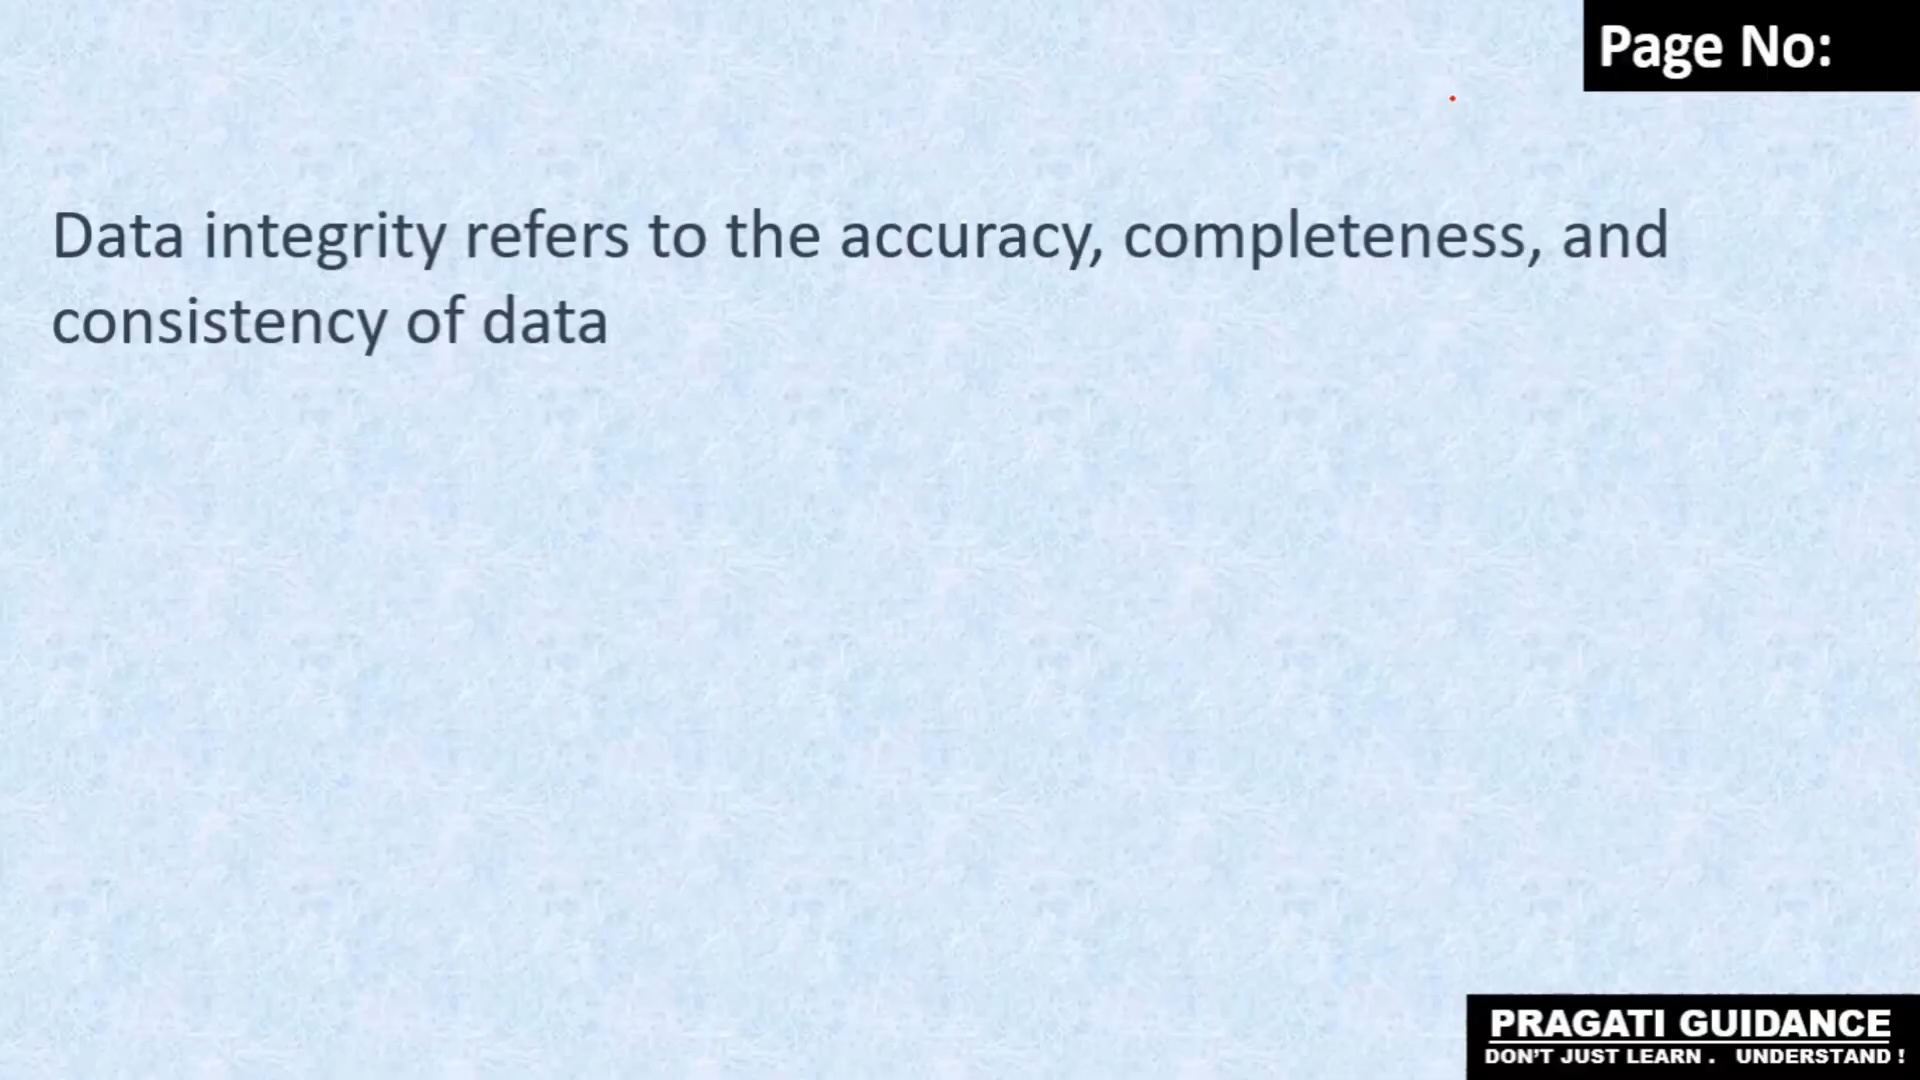 Page No:
Data integrity refers to the accuracy, completeness, and
consistency of data
PRAGATI GUIDANCE
DON'T JUST LEARN . UNDERSTAND !